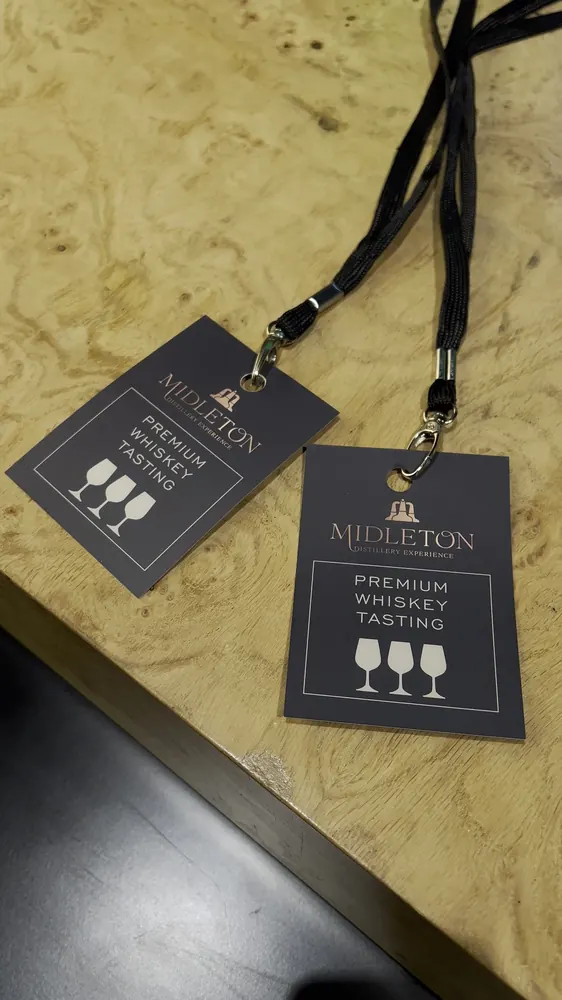 MIDLETON
DISTILLERY EXPERIENCE
PREMIUM
WHISKEY
TASTING
MIDLETON
DISTILLERY EXPERIENCE
PREMIUM
WHISKEY
TASTING